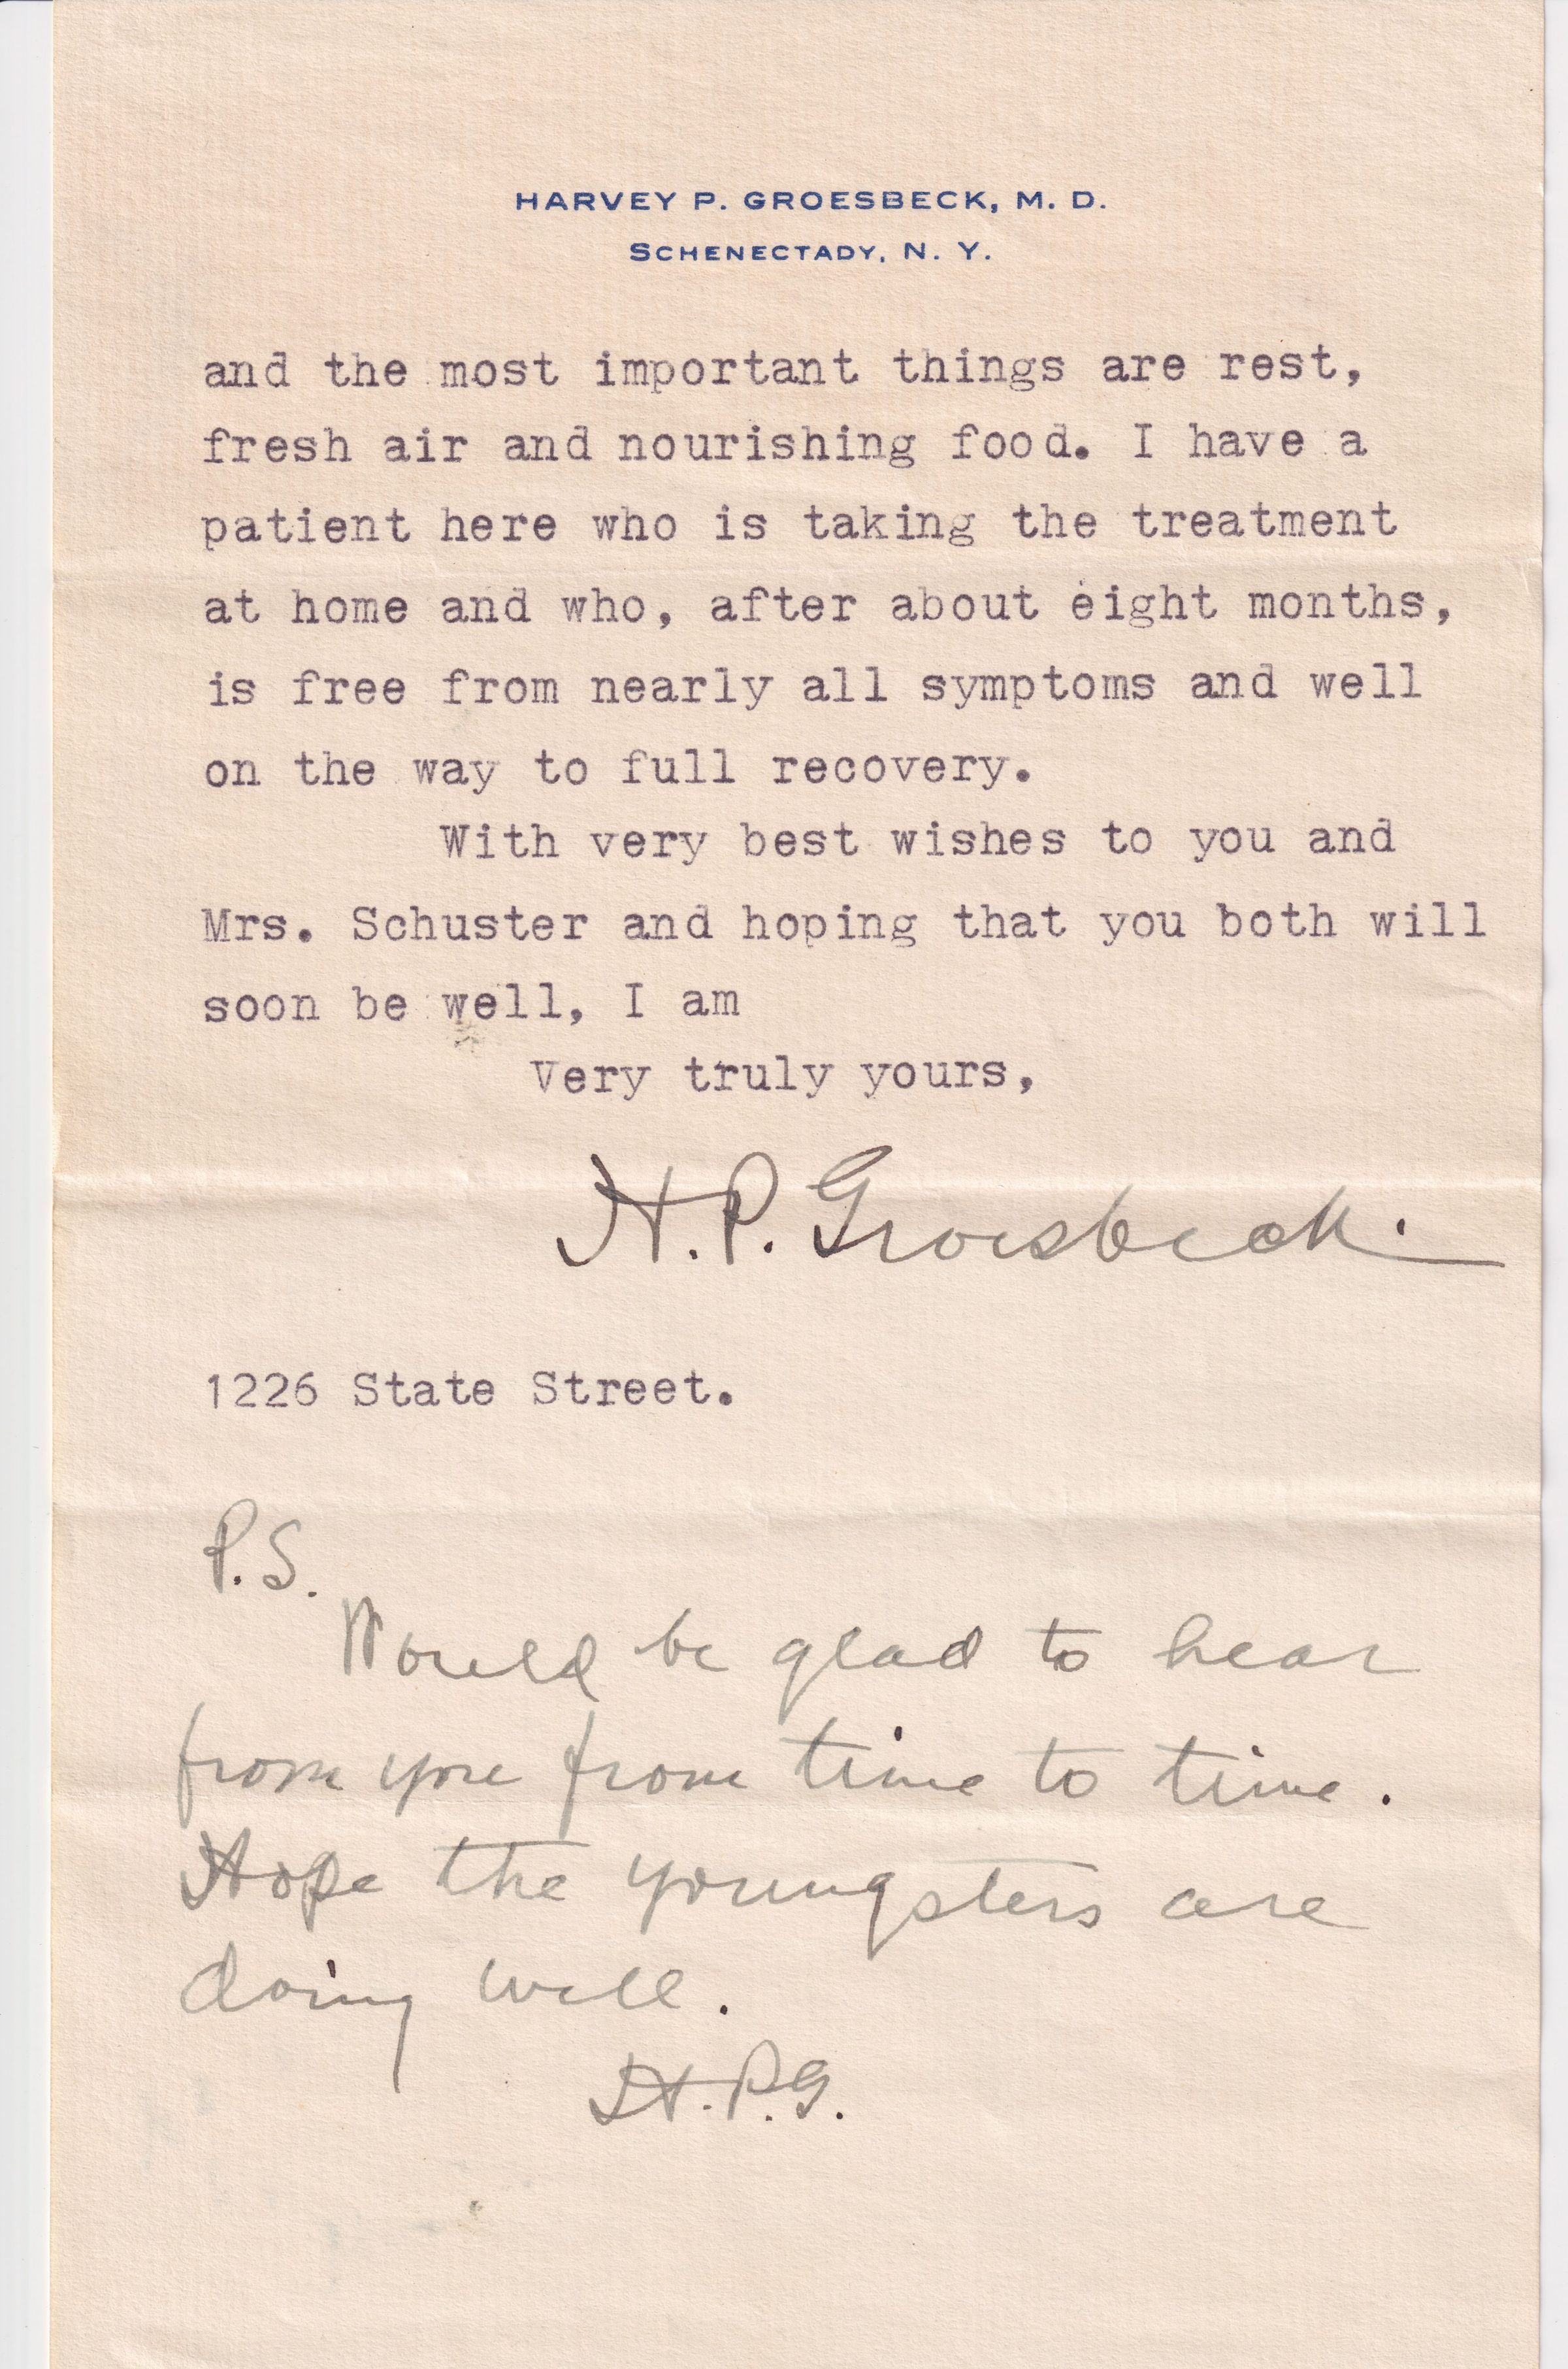 HARVEY P. GROESBECK, M. D.
SCHENECTADY, N. Y.
and the most important things are rest,
fresh air and nourishing food. I have a
patient here who is taking the treatment
at home and who, after about eight months,
is free from nearly all symptoms and well
on the way to full recovery.
With very best wishes to you and
Mrs. Schuster and hoping that you both will
soon be well, I am
Very truly yours,
H. P. Groesbeck.
1226 State Street.
P.S.
Would be glad to hear
from you from time to time.
Hope the youngsters are
doing well.
H.P.G.